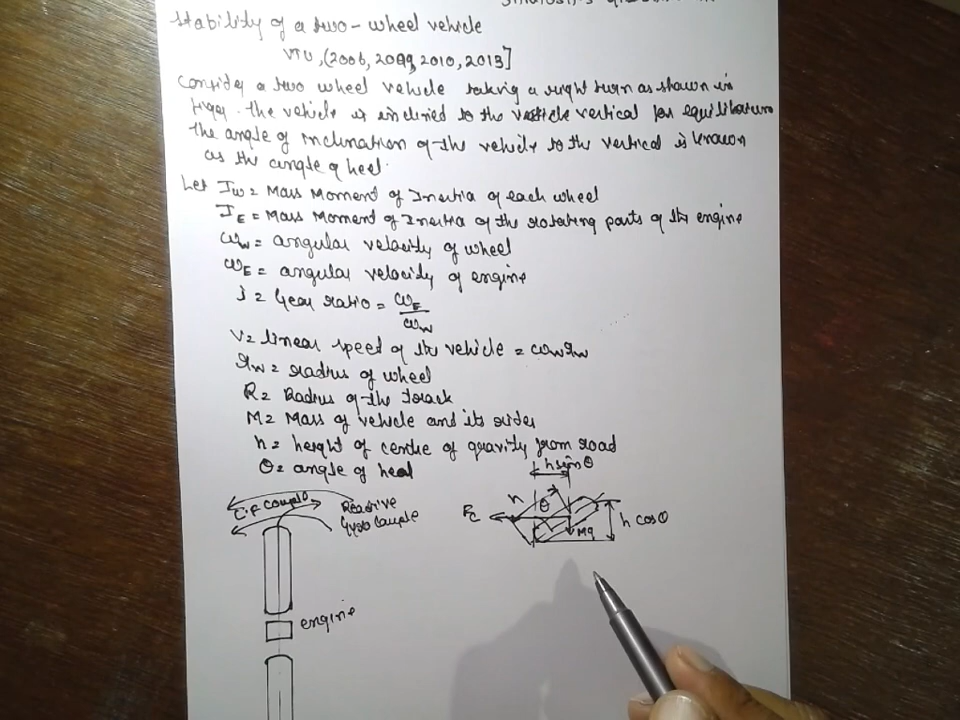 Stability of a two-wheel vehicle
VTU, (2006, 2009, 2010, 2013]
Consider a two wheel vehicle taking a right turn as shown in
figer. The vehicle is inclined to the vertical for equilibrium
the angle of Inclination of the vehicle to the vertical is known
as the angle of heel.
Let Iw = Mass Moment of Inertia of each wheel
IE = Mass Moment of Inertia of the rotating parts of the engine
ωw = angular velocity of wheel
ωE = angular velocity of engine
i = Gear ratio = ωE/ωw
V = linear speed of the vehicle = ωw rw
rw = radius of wheel
R = Radius of the track
M = Mass of vehicle and its rider
h = height of centre of gravity from road
θ = angle of heal
h sinθ
C.F couple
Reactive
Gyro couple
h
θ
Fc
Mg
h cosθ
engine